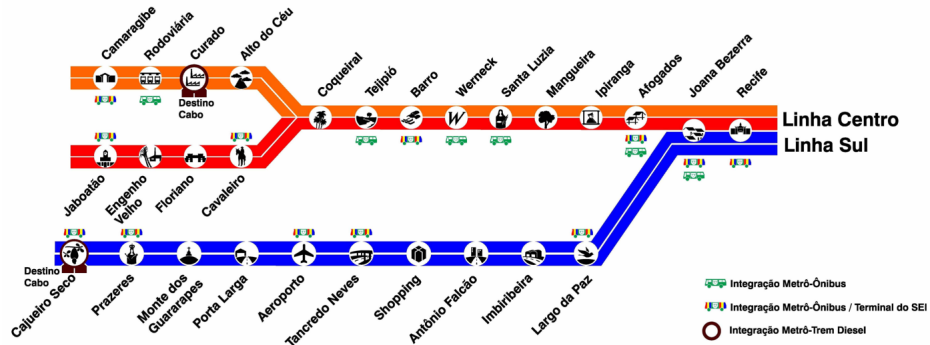 Camaragibe
Rodoviária
Curado
Alto do Céu
Destino
Cabo
Coqueiral
Tejipió
Barro
Werneck
Santa Luzia
Mangueira
Ipiranga
Afogados
Joana Bezerra
Recife
Linha Centro
Linha Sul
Jaboatão
Engenho
Velho
Floriano
Cavaleiro
Destino
Cabo
Cajueiro Seco
Prazeres
Monte dos
Guararapes
Porta Larga
Aeroporto
Tancredo Neves
Shopping
Antônio Falcão
Imbiribeira
Largo da Paz
Integração Metrô-Ônibus
Integração Metrô-Ônibus / Terminal do SEI
Integração Metrô-Trem Diesel